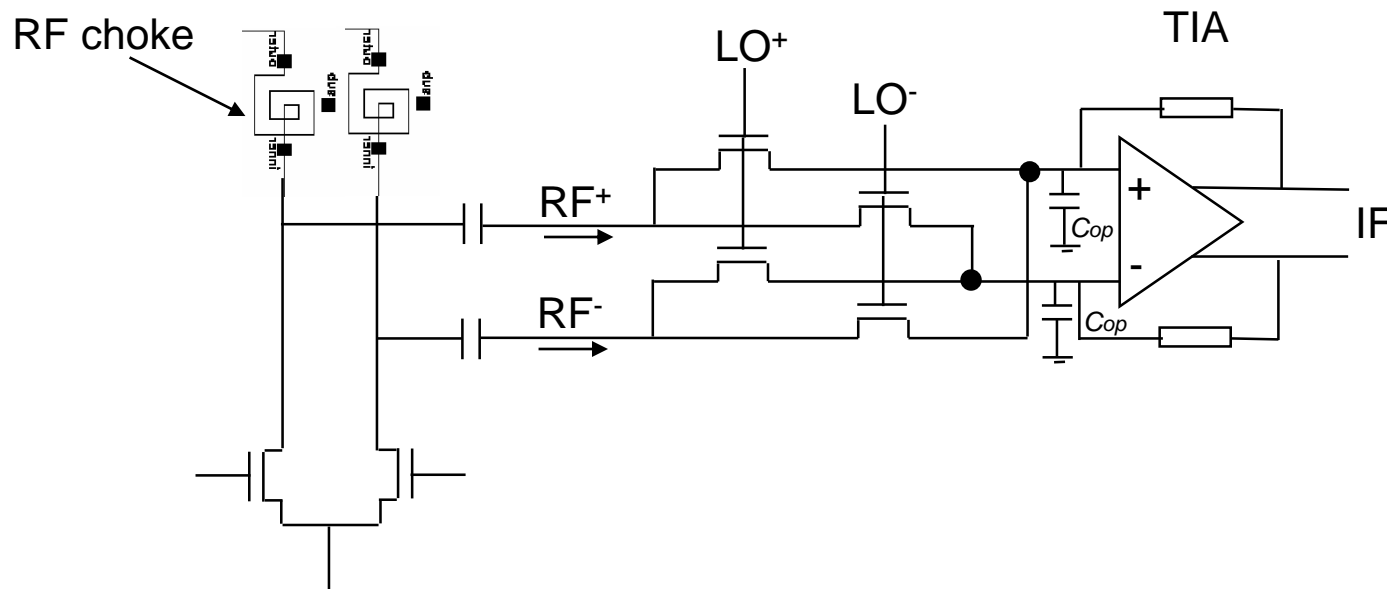 RF choke
TIA
LO+
LO-
RF+
RF-
+
-
Cop
Cop
IF